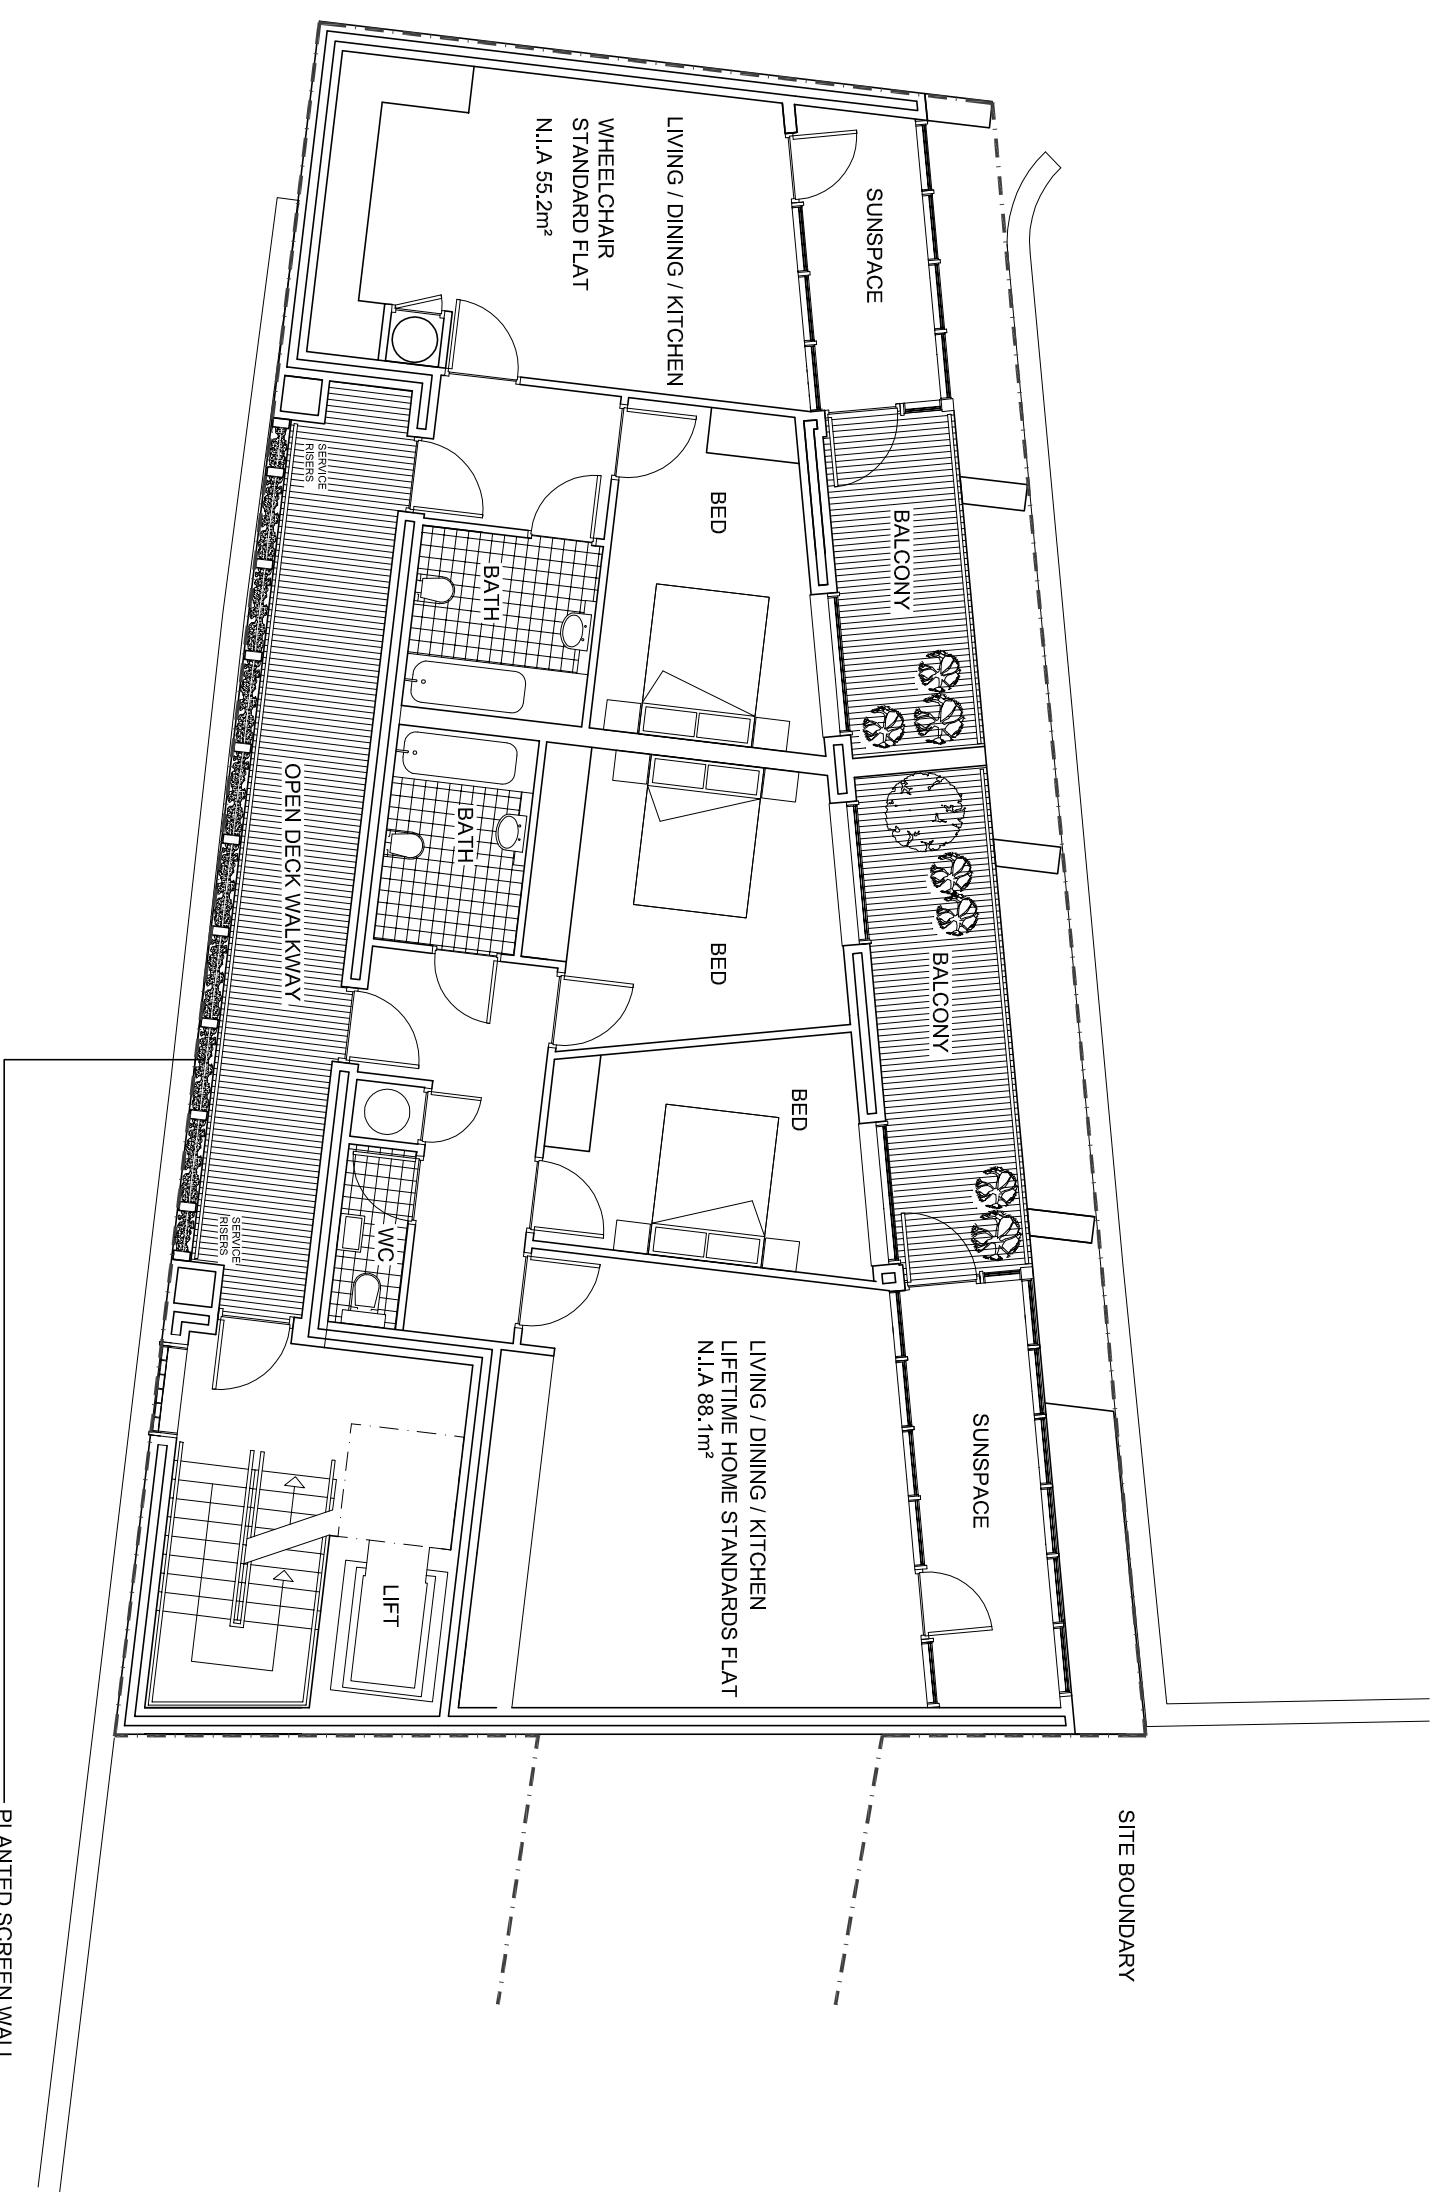 SITE BOUNDARY
SUNSPACE
BALCONY
BALCONY
SUNSPACE
LIVING / DINING / KITCHEN
WHEELCHAIR
STANDARD FLAT
N.I.A 55.2m²
BED
BED
BED
LIVING / DINING / KITCHEN
LIFETIME HOME STANDARDS FLAT
N.I.A 88.1m²
BATH
BATH
WC
LIFT
SERVICE
RISERS
OPEN DECK WALKWAY
SERVICE
RISERS
PLANTED SCREEN WALL